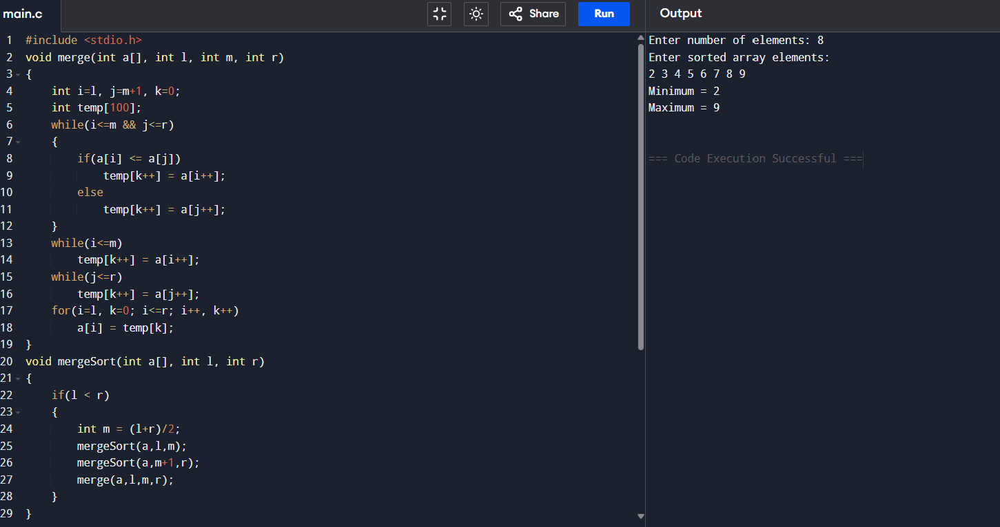 main.c
Share
Run
Output
1 #include <stdio.h>
2 void merge(int a[], int l, int m, int r)
3 {
4     int i=l, j=m+1, k=0;
5     int temp[100];
6     while(i<=m && j<=r)
7     {
8         if(a[i] <= a[j])
9             temp[k++] = a[i++];
10         else
11             temp[k++] = a[j++];
12     }
13     while(i<=m)
14         temp[k++] = a[i++];
15     while(j<=r)
16         temp[k++] = a[j++];
17     for(i=l, k=0; i<=r; i++, k++)
18         a[i] = temp[k];
19 }
20 void mergeSort(int a[], int l, int r)
21 {
22     if(l < r)
23     {
24         int m = (l+r)/2;
25         mergeSort(a,l,m);
26         mergeSort(a,m+1,r);
27         merge(a,l,m,r);
28     }
29 }
Enter number of elements: 8
Enter sorted array elements:
2 3 4 5 6 7 8 9
Minimum = 2
Maximum = 9
=== Code Execution Successful ===